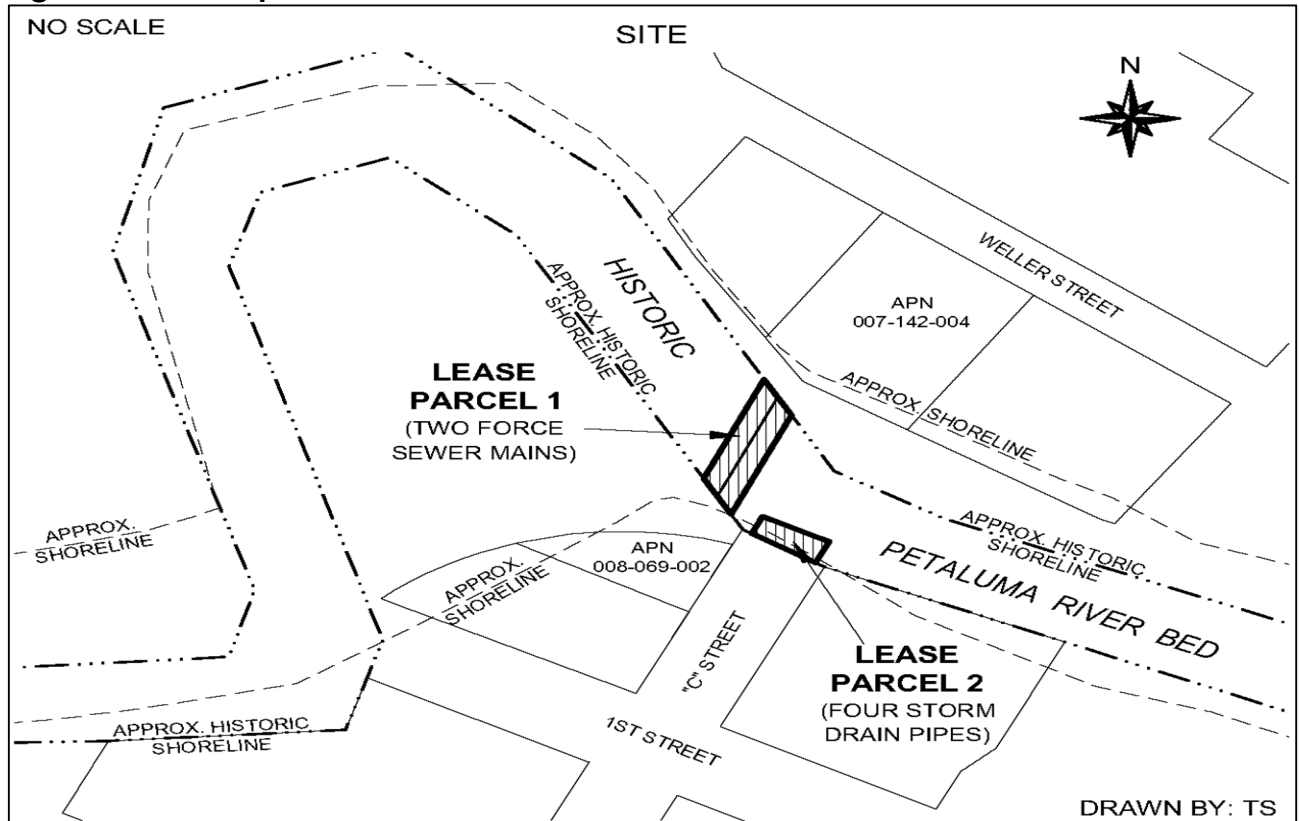 NO SCALE
SITE
N
WELLER STREET
APN
007-142-004
HISTORIC
APPROX. HISTORIC
SHORELINE
LEASE
PARCEL 1
(TWO FORCE
SEWER MAINS)
APPROX. SHORELINE
APPROX.
SHORELINE
APPROX. HISTORIC
SHORELINE
PETALUMA RIVER BED
APN
008-069-002
APPROX.
SHORELINE
"C" STREET
LEASE
PARCEL 2
(FOUR STORM
DRAIN PIPES)
1ST STREET
APPROX. HISTORIC
SHORELINE
DRAWN BY: TS